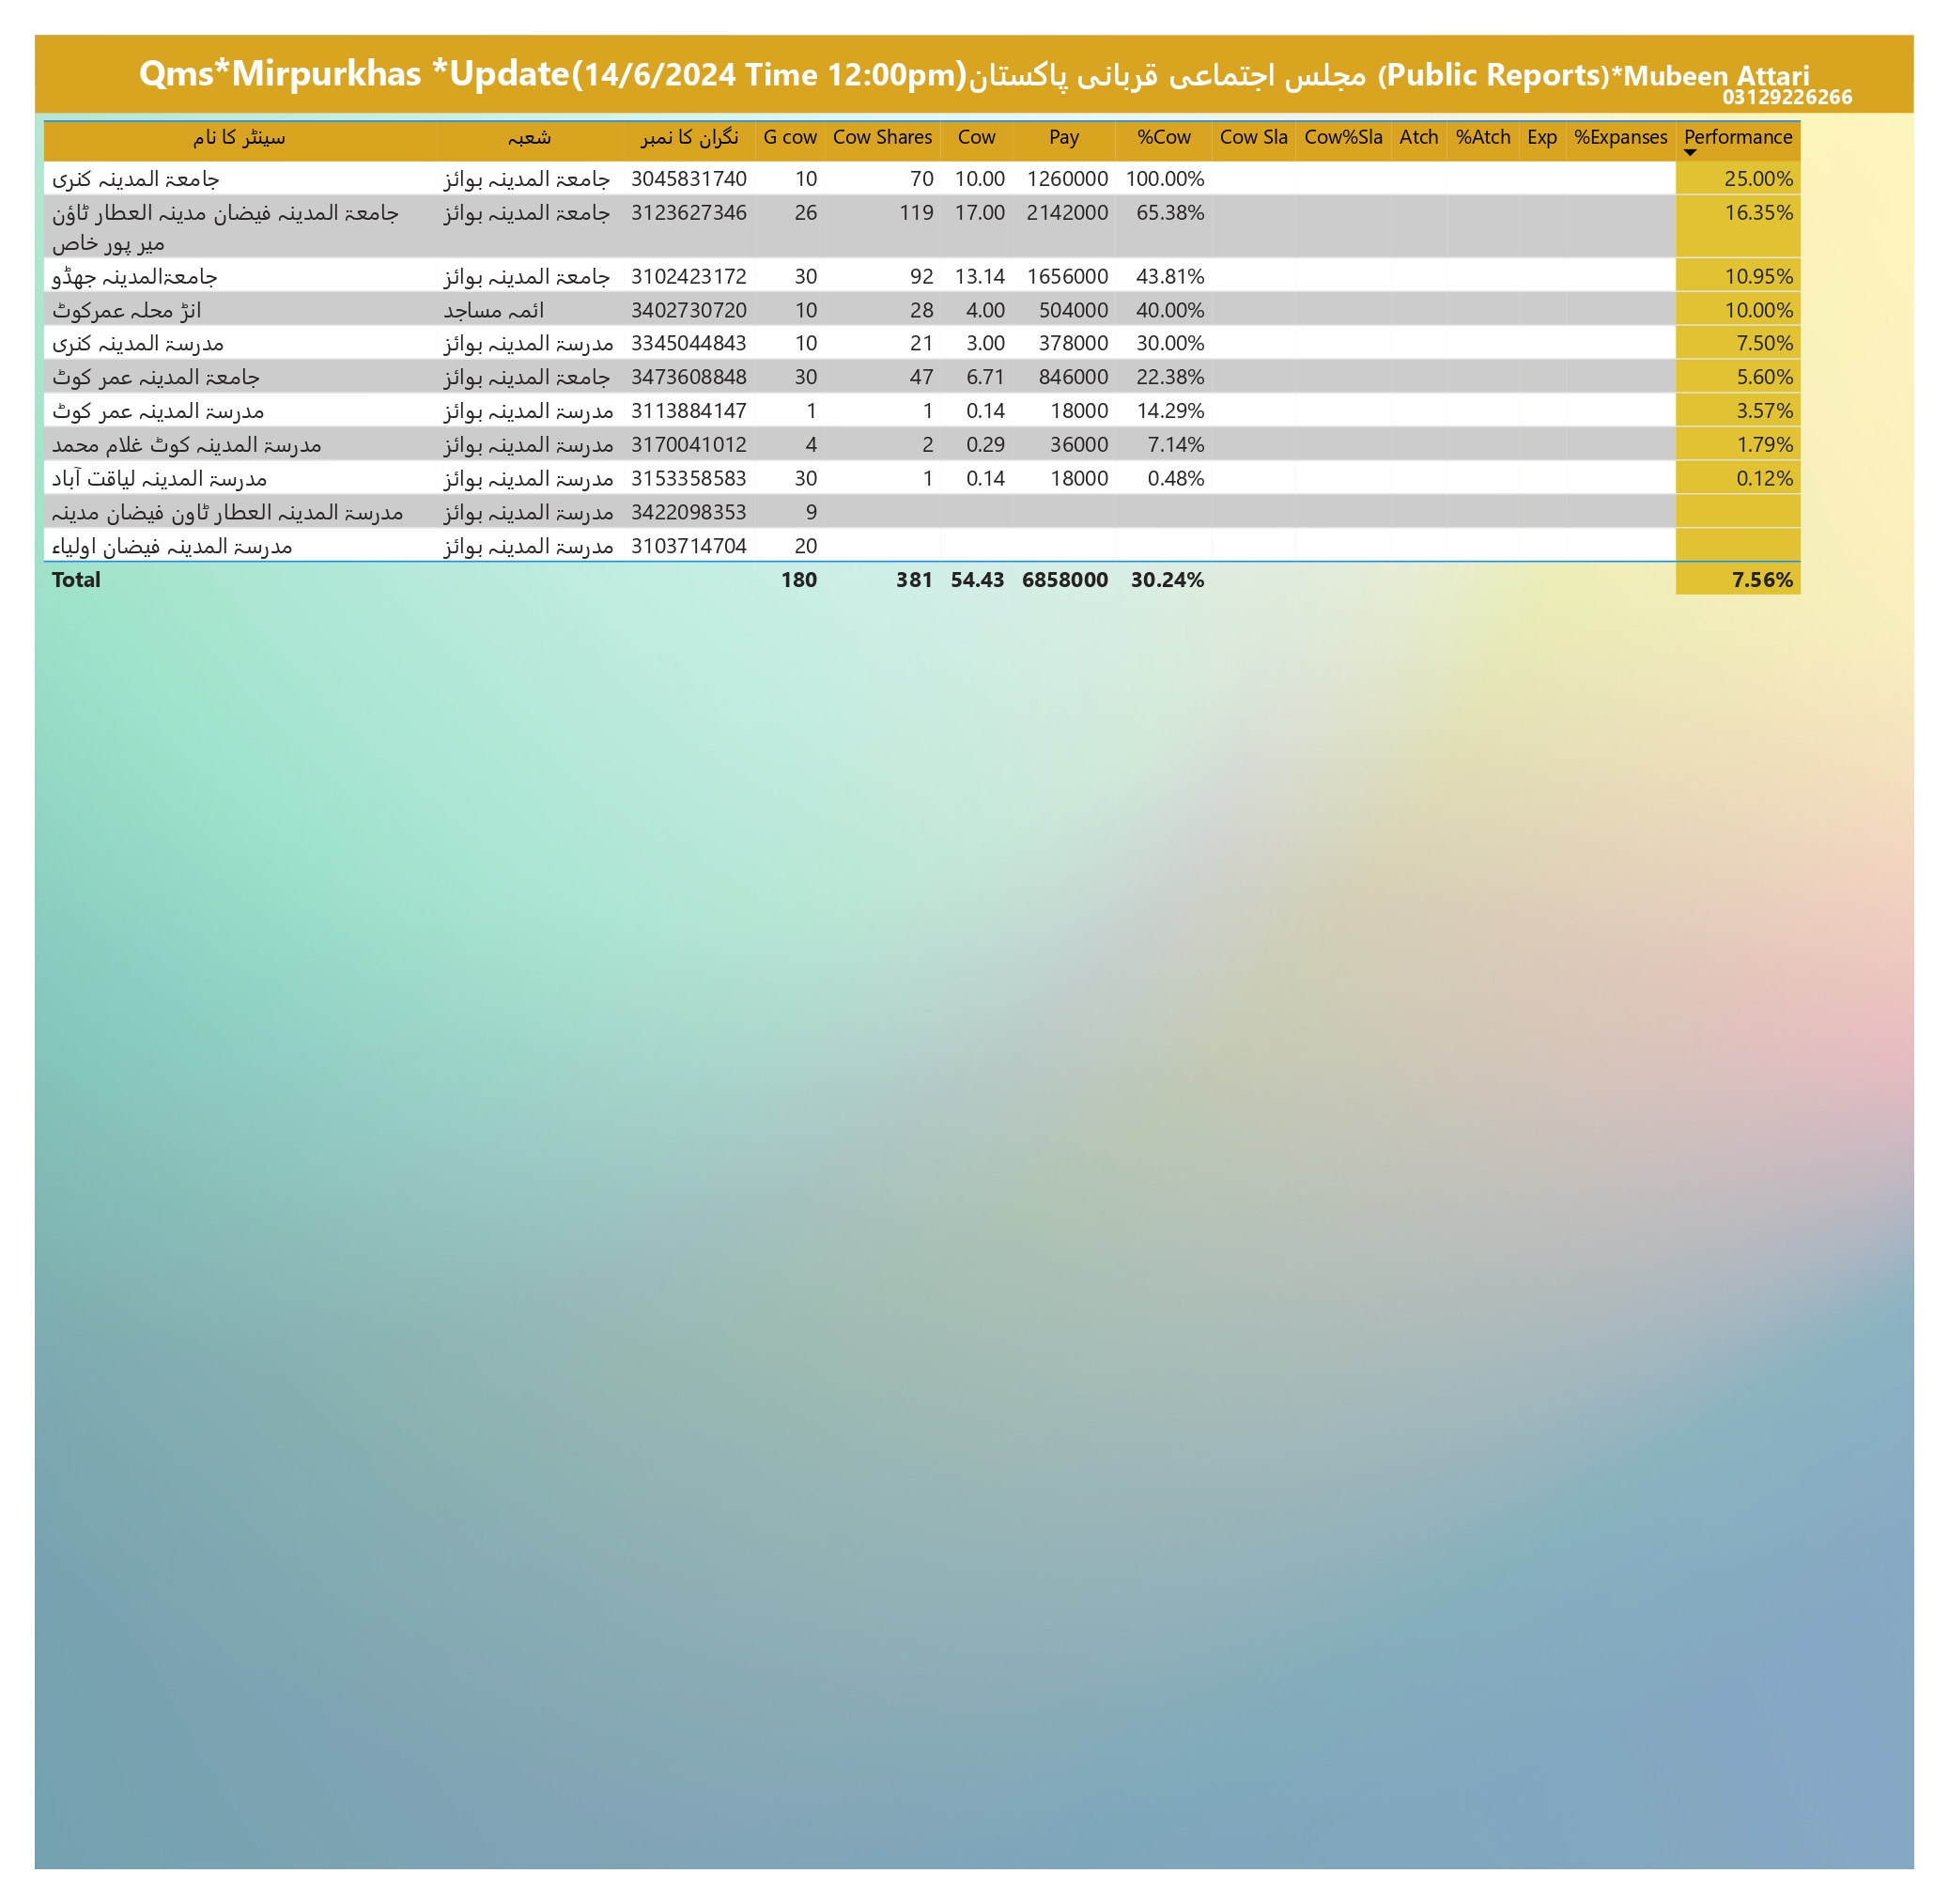 Qms*Mirpurkhas *Update(14/6/2024 Time 12:00pm)مجلس اجتماعی قربانی پاکستان (Public Reports)*Mubeen Attari
03129226266
سینٹر کا نام شعبہ نگران کا نمبر G cow Cow Shares Cow Pay %Cow Cow Sla Cow%Sla Atch %Atch Exp %Expanses Performance
جامعۃ المدینہ کنری جامعۃ المدینہ بوائز 3045831740 10 70 10.00 1260000 100.00% 25.00%
جامعۃ المدینہ فیضان مدینہ العطار ٹاؤن جامعۃ المدینہ بوائز 3123627346 26 119 17.00 2142000 65.38% 16.35%
میر پور خاص
جامعۃالمدینہ جھڈو جامعۃ المدینہ بوائز 3102423172 30 92 13.14 1656000 43.81% 10.95%
انڑ محلہ عمرکوٹ ائمہ مساجد 3402730720 10 28 4.00 504000 40.00% 10.00%
مدرسۃ المدینہ کنری مدرسۃ المدینہ بوائز 3345044843 10 21 3.00 378000 30.00% 7.50%
جامعۃ المدینہ عمر کوٹ جامعۃ المدینہ بوائز 3473608848 30 47 6.71 846000 22.38% 5.60%
مدرسۃ المدینہ عمر کوٹ مدرسۃ المدینہ بوائز 3113884147 1 1 0.14 18000 14.29% 3.57%
مدرسۃ المدینہ کوٹ غلام محمد مدرسۃ المدینہ بوائز 3170041012 4 2 0.29 36000 7.14% 1.79%
مدرسۃ المدینہ لیاقت آباد مدرسۃ المدینہ بوائز 3153358583 30 1 0.14 18000 0.48% 0.12%
مدرسۃ المدینہ العطار ٹاون فیضان مدینہ مدرسۃ المدینہ بوائز 3422098353 9
مدرسۃ المدینہ فیضان اولیاء مدرسۃ المدینہ بوائز 3103714704 20
Total 180 381 54.43 6858000 30.24% 7.56%